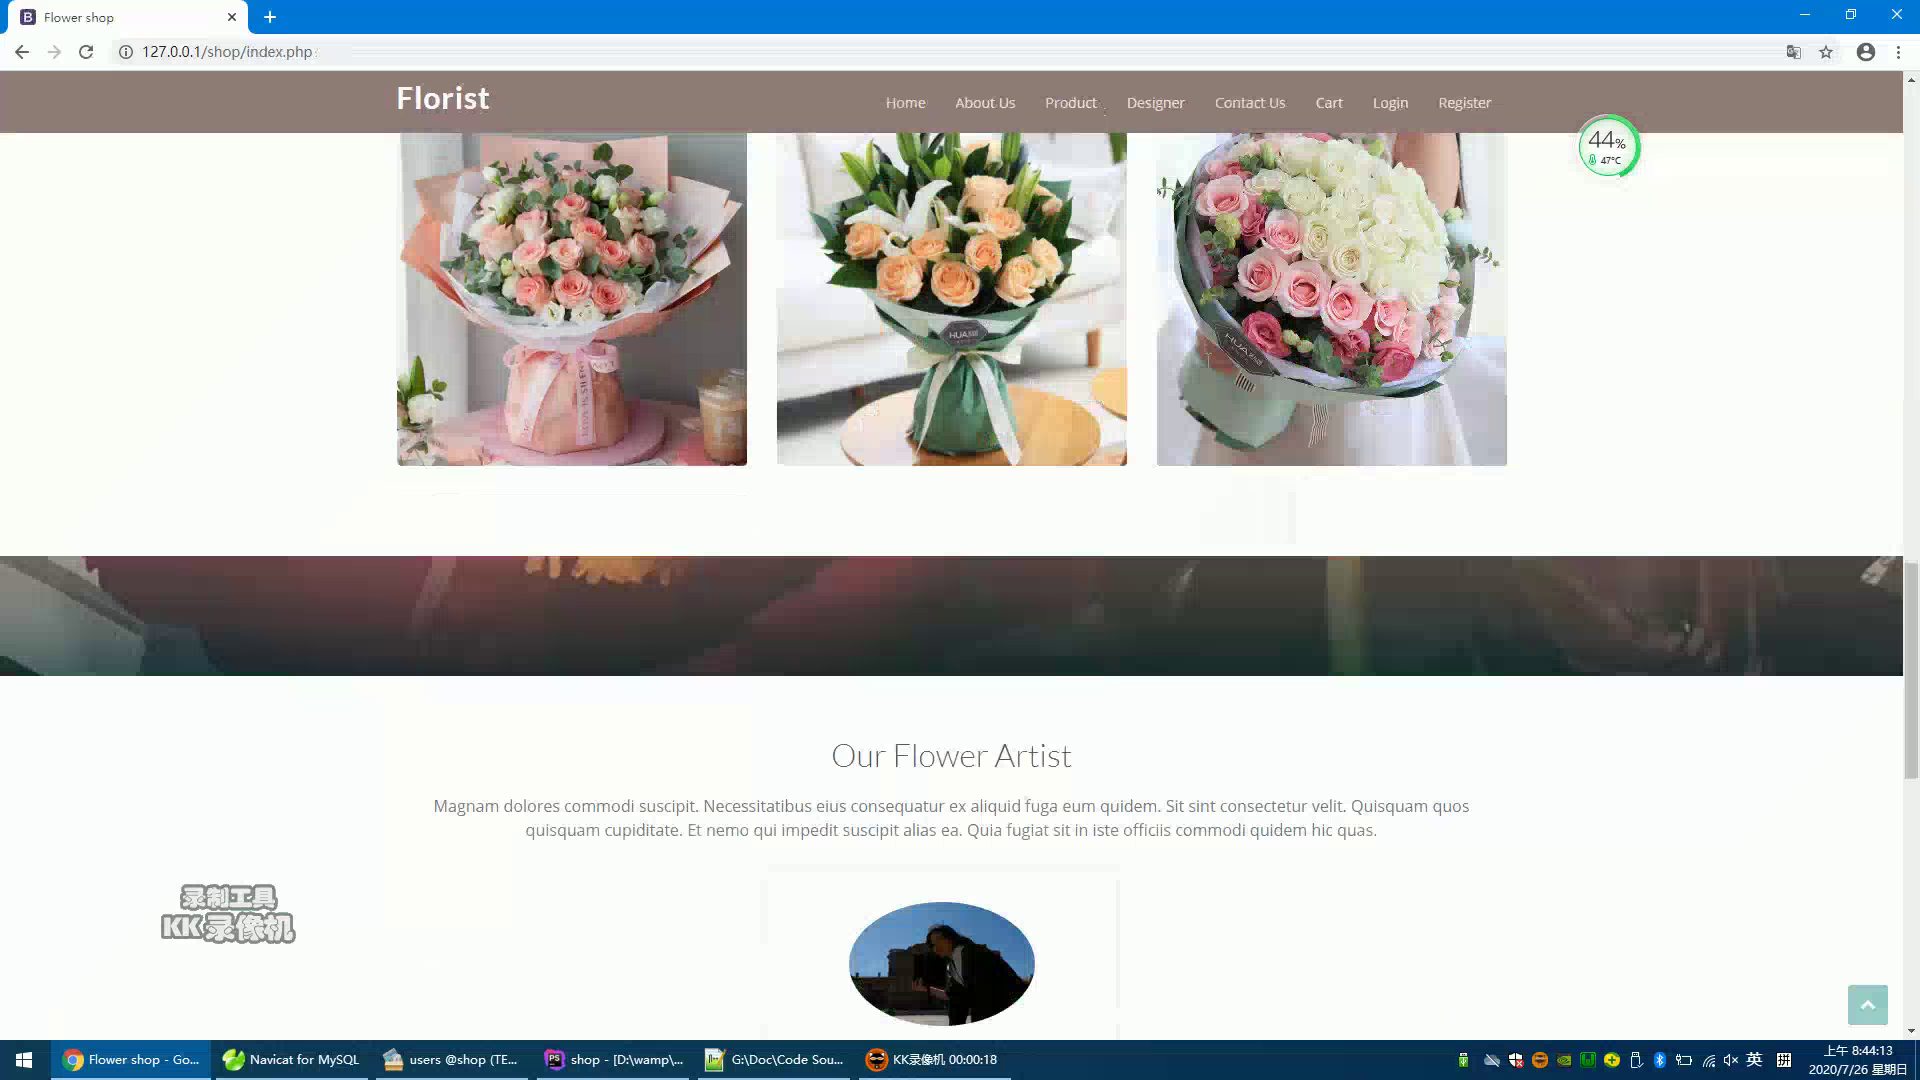 Flower shop
127.0.0.1/shop/index.php
Florist
Home About Us Product Designer Contact Us Cart Login Register
44%
47°C
Our Flower Artist
Magnam dolores commodi suscipit. Necessitatibus eius consequatur ex aliquid fuga eum quidem. Sit sint consectetur velit. Quisquam quos
quisquam cupiditate. Et nemo qui impedit suscipit alias ea. Quia fugiat sit in iste officiis commodi quidem hic quas.
录制工具
KK录像机
Flower shop - Go... Navicat for MySQL users @shop (TE... shop - [D:\wamp\... G:\Doc\Code Sou... KK录像机 00:00:18
英 拼
上午 8:44:13
2020/7/26 星期日